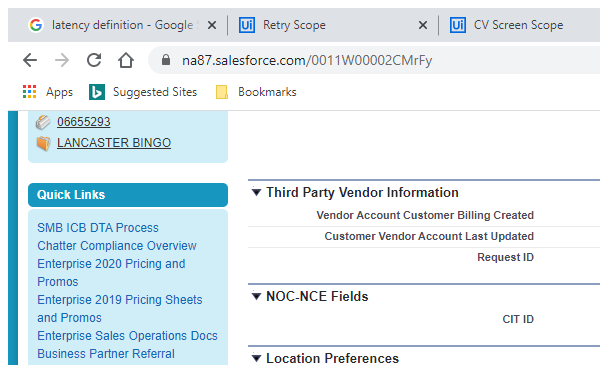 latency definition - Google
Ui Retry Scope
Ui CV Screen Scope
na87.salesforce.com/0011W00002CMrFy
Apps
Suggested Sites
Bookmarks
06655293
LANCASTER BINGO
Quick Links
SMB ICB DTA Process
Chatter Compliance Overview
Enterprise 2020 Pricing and
Promos
Enterprise 2019 Pricing Sheets
and Promos
Enterprise Sales Operations Docs
Business Partner Referral
Third Party Vendor Information
Vendor Account Customer Billing Created
Customer Vendor Account Last Updated
Request ID
NOC-NCE Fields
CIT ID
Location Preferences